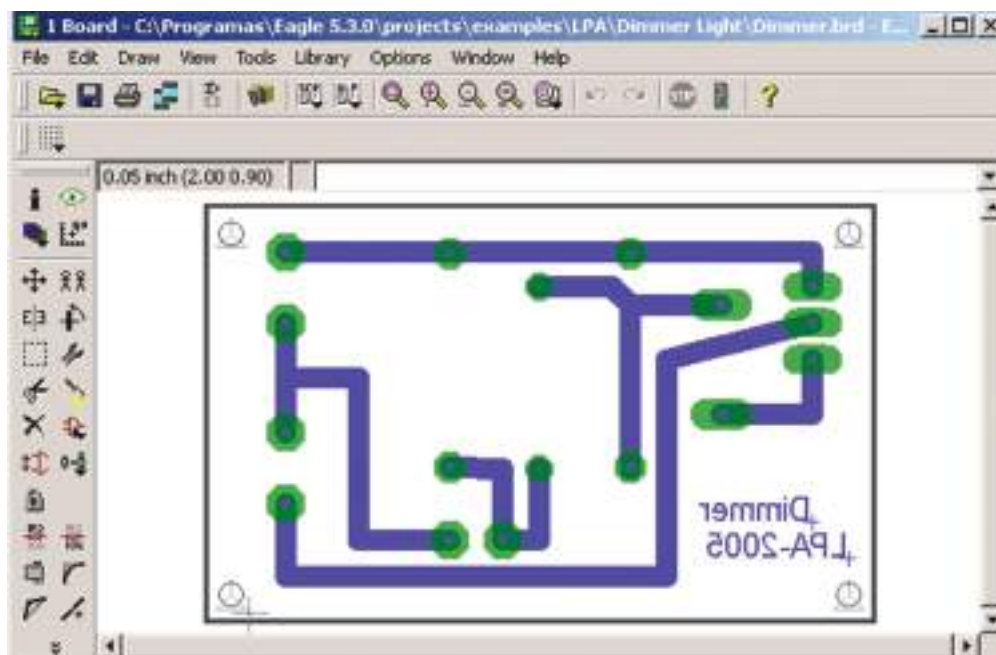 1 Board - C:\Programas\Eagle 5.3.0\projects\examples\LPA\Dimmer Light\Dimmer.brd - E...
File Edit Draw View Tools Library Options Window Help
0.05 inch (2.00 0.90)
Dimmer
LPA-2005